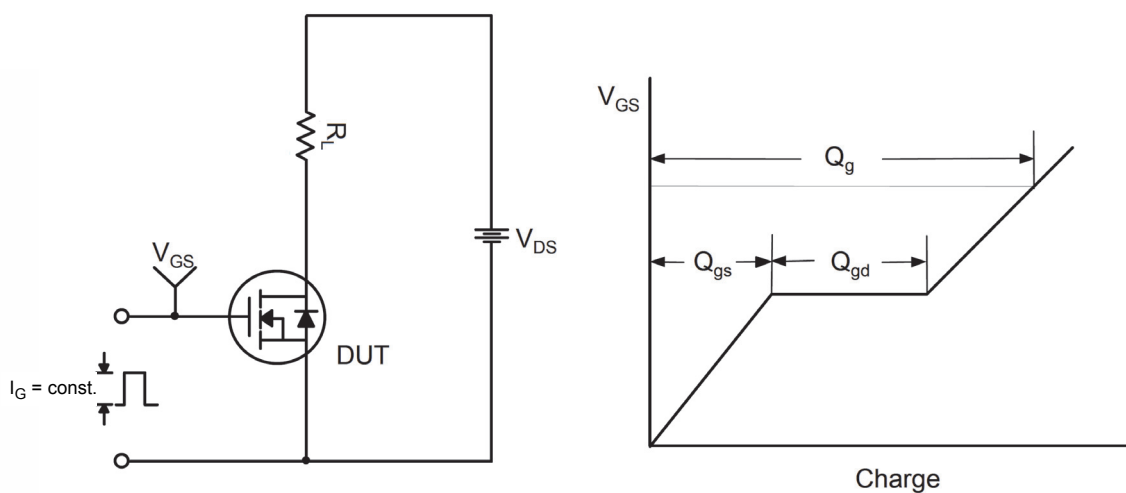 R_L
V_DS
V_GS
DUT
I_G = const.
V_GS
Q_g
Q_gs
Q_gd
Charge